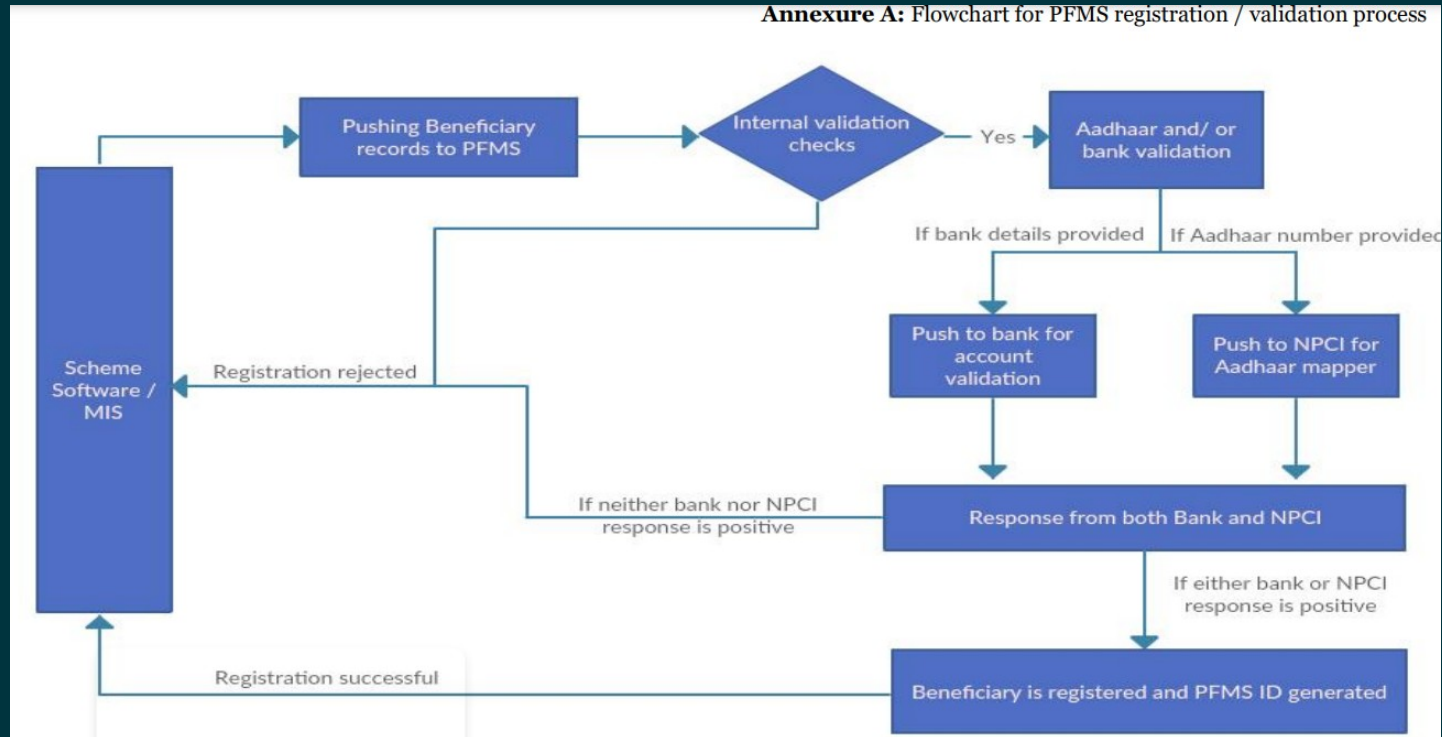 Annexure A: Flowchart for PFMS registration / validation process
Pushing Beneficiary
records to PFMS
Internal validation
checks
Yes
Aadhaar and/ or
bank validation
If bank details provided
If Aadhaar number provided
Push to bank for
account
validation
Push to NPCI for
Aadhaar mapper
Scheme
Software /
MIS
Registration rejected
If neither bank nor NPCI
response is positive
Response from both Bank and NPCI
If either bank or NPCI
response is positive
Registration successful
Beneficiary is registered and PFMS ID generated